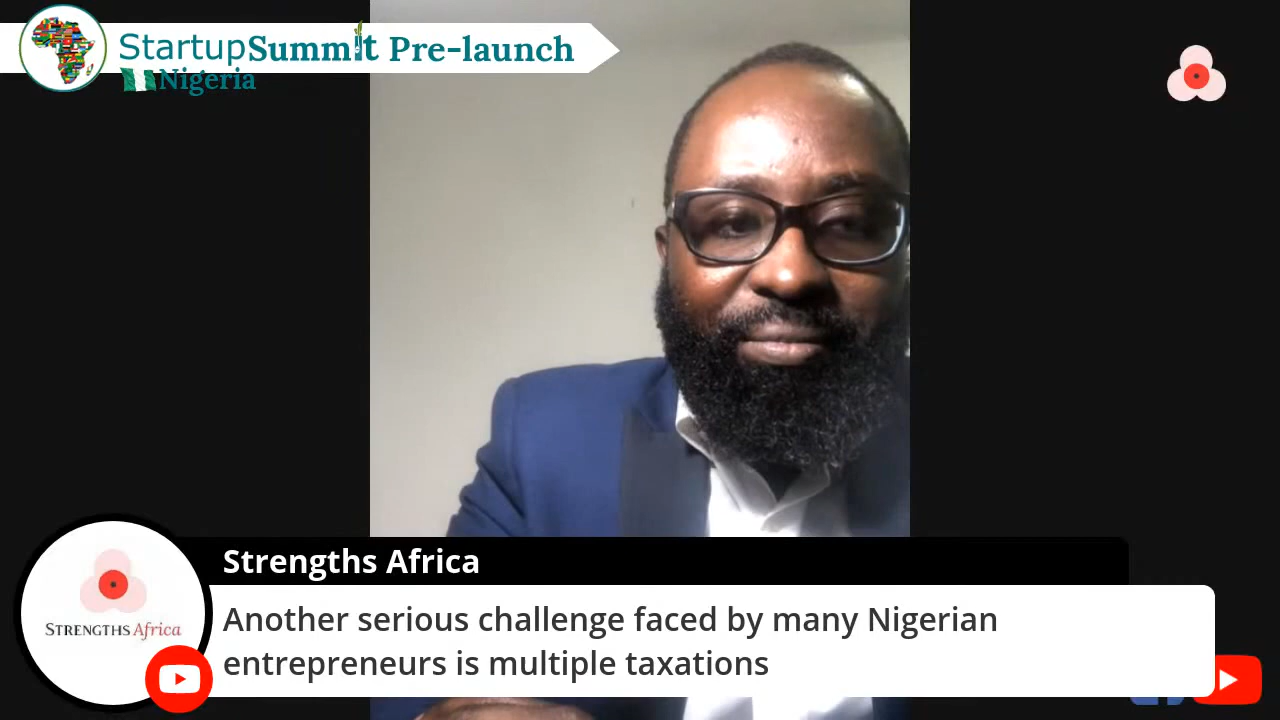 StartupSummit Pre-launch
Nigeria
Strengths Africa
Another serious challenge faced by many Nigerian
entrepreneurs is multiple taxations
STRENGTHS Africa